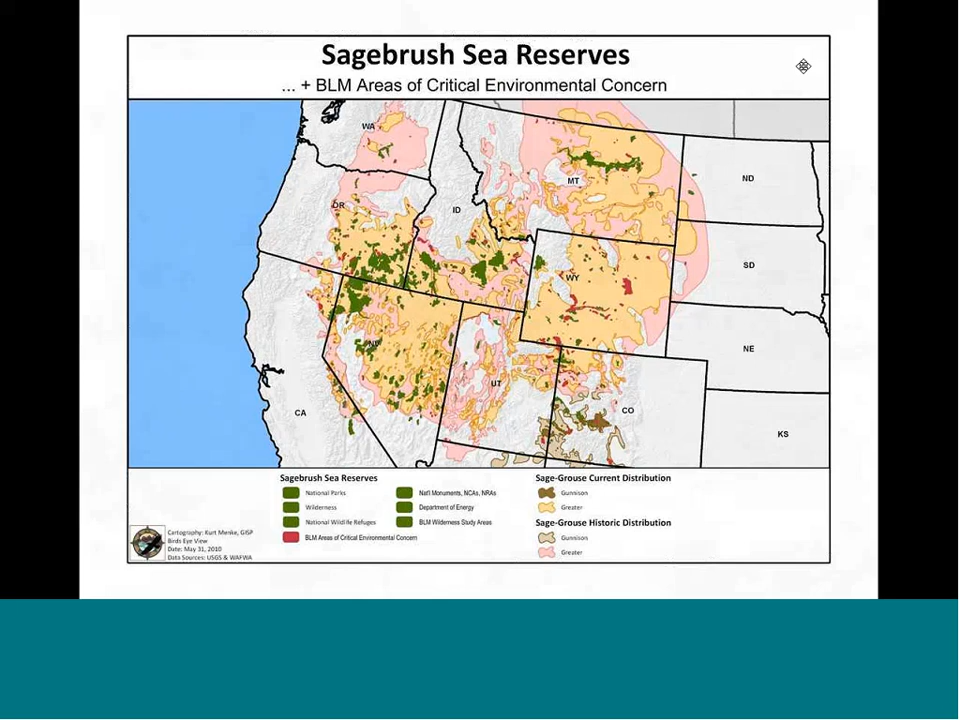 Sagebrush Sea Reserves
... + BLM Areas of Critical Environmental Concern
WA
MT
ND
OR
ID
SD
WY
NV
NE
UT
CA
CO
KS
Sagebrush Sea Reserves
National Parks
Wilderness
National Wildlife Refuges
BLM Areas of Critical Environmental Concern
Nat'l Monuments, NCAs, NRAs
Department of Energy
BLM Wilderness Study Areas
Sage-Grouse Current Distribution
Gunnison
Greater
Sage-Grouse Historic Distribution
Gunnison
Greater
Cartography: Kurt Menke, GISP
Birds Eye View
Date: May 31, 2010
Data Sources: USGS & WAFWA